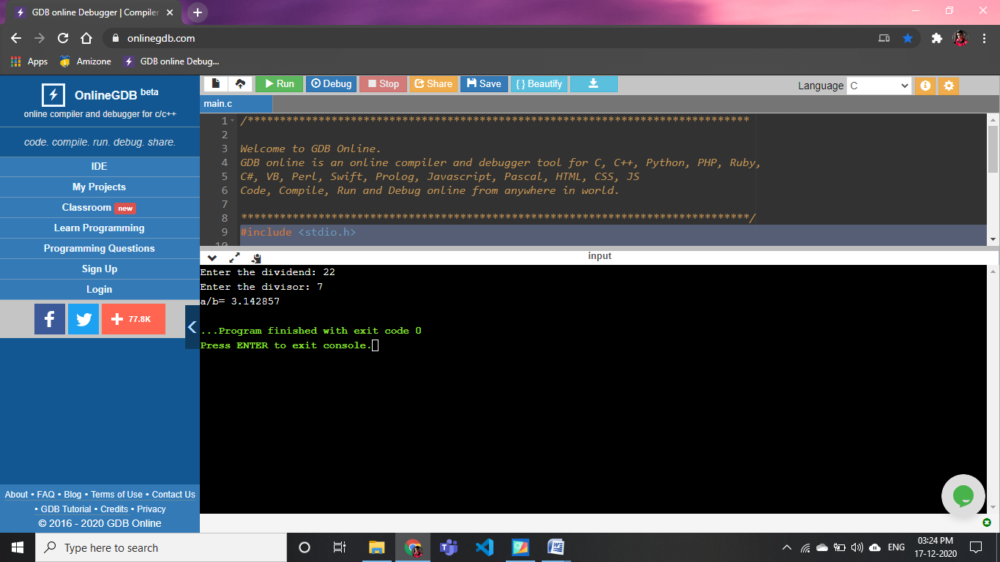 GDB online Debugger | Compiler
onlinegdb.com
Apps
Amizone
GDB online Debug...
OnlineGDB beta
online compiler and debugger for c/c++
code. compile. run. debug. share.
IDE
My Projects
Classroom new
Learn Programming
Programming Questions
Sign Up
Login
77.8K
About • FAQ • Blog • Terms of Use • Contact Us
• GDB Tutorial • Credits • Privacy
© 2016 - 2020 GDB Online
Run
Debug
Stop
Share
Save
{ } Beautify
Language C
main.c
1 /******************************************************************************
2
3 Welcome to GDB Online.
4 GDB online is an online compiler and debugger tool for C, C++, Python, PHP, Ruby,
5 C#, VB, Perl, Swift, Prolog, Javascript, Pascal, HTML, CSS, JS
6 Code, Compile, Run and Debug online from anywhere in world.
7
8 *******************************************************************************/
9 #include <stdio.h>
10
input
Enter the dividend: 22
Enter the divisor: 7
a/b= 3.142857
...Program finished with exit code 0
Press ENTER to exit console.
Type here to search
ENG
03:24 PM
17-12-2020